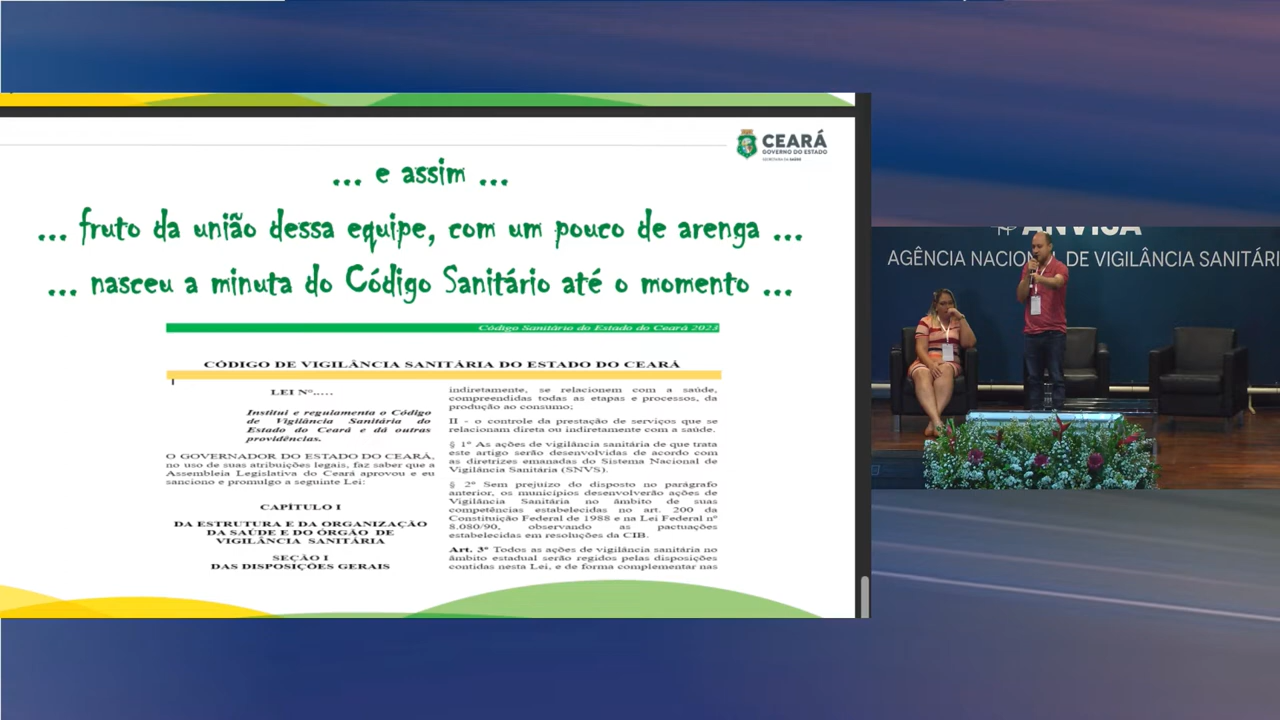 CEARÁ
GOVERNO DO ESTADO
SECRETARIA DA SAÚDE
... e assim ...
... fruto da união dessa equipe, com um pouco de arenga ...
... nasceu a minuta do Código Sanitário até o momento ...
Código Sanitário do Estado do Ceará 2023
CÓDIGO DE VIGILÂNCIA SANITÁRIA DO ESTADO DO CEARÁ
LEI Nº.....
Institui e regulamenta o Código
de Vigilância Sanitária do
Estado do Ceará e dá outras
providências.
O GOVERNADOR DO ESTADO DO CEARÁ,
no uso de suas atribuições legais, faz saber que a
Assembleia Legislativa do Ceará aprovou e eu
sanciono e promulgo a seguinte Lei:
CAPÍTULO I
DA ESTRUTURA E DA ORGANIZAÇÃO
DA SAÚDE E DO ÓRGÃO DE
VIGILÂNCIA SANITÁRIA
SEÇÃO I
DAS DISPOSIÇÕES GERAIS
indiretamente, se relacionem com a saúde,
compreendidas todas as etapas e processos, da
produção ao consumo;
II - o controle da prestação de serviços que se
relacionam direta ou indiretamente com a saúde.
§ 1º As ações de vigilância sanitária de que trata
este artigo serão desenvolvidas de acordo com
as diretrizes emanadas do Sistema Nacional de
Vigilância Sanitária (SNVS).
§ 2º Sem prejuízo do disposto no parágrafo
anterior, os municípios desenvolverão ações de
Vigilância Sanitária no âmbito de suas
competências estabelecidas no art. 200 da
Constituição Federal de 1988 e na Lei Federal nº
8.080/90, observando as pactuações
estabelecidas em resoluções da CIB.
Art. 3º Todos as ações de vigilância sanitária no
âmbito estadual serão regidos pelas disposições
contidas nesta Lei, e de forma complementar nas
ANVISA
AGÊNCIA NACIONAL DE VIGILÂNCIA SANITÁRI